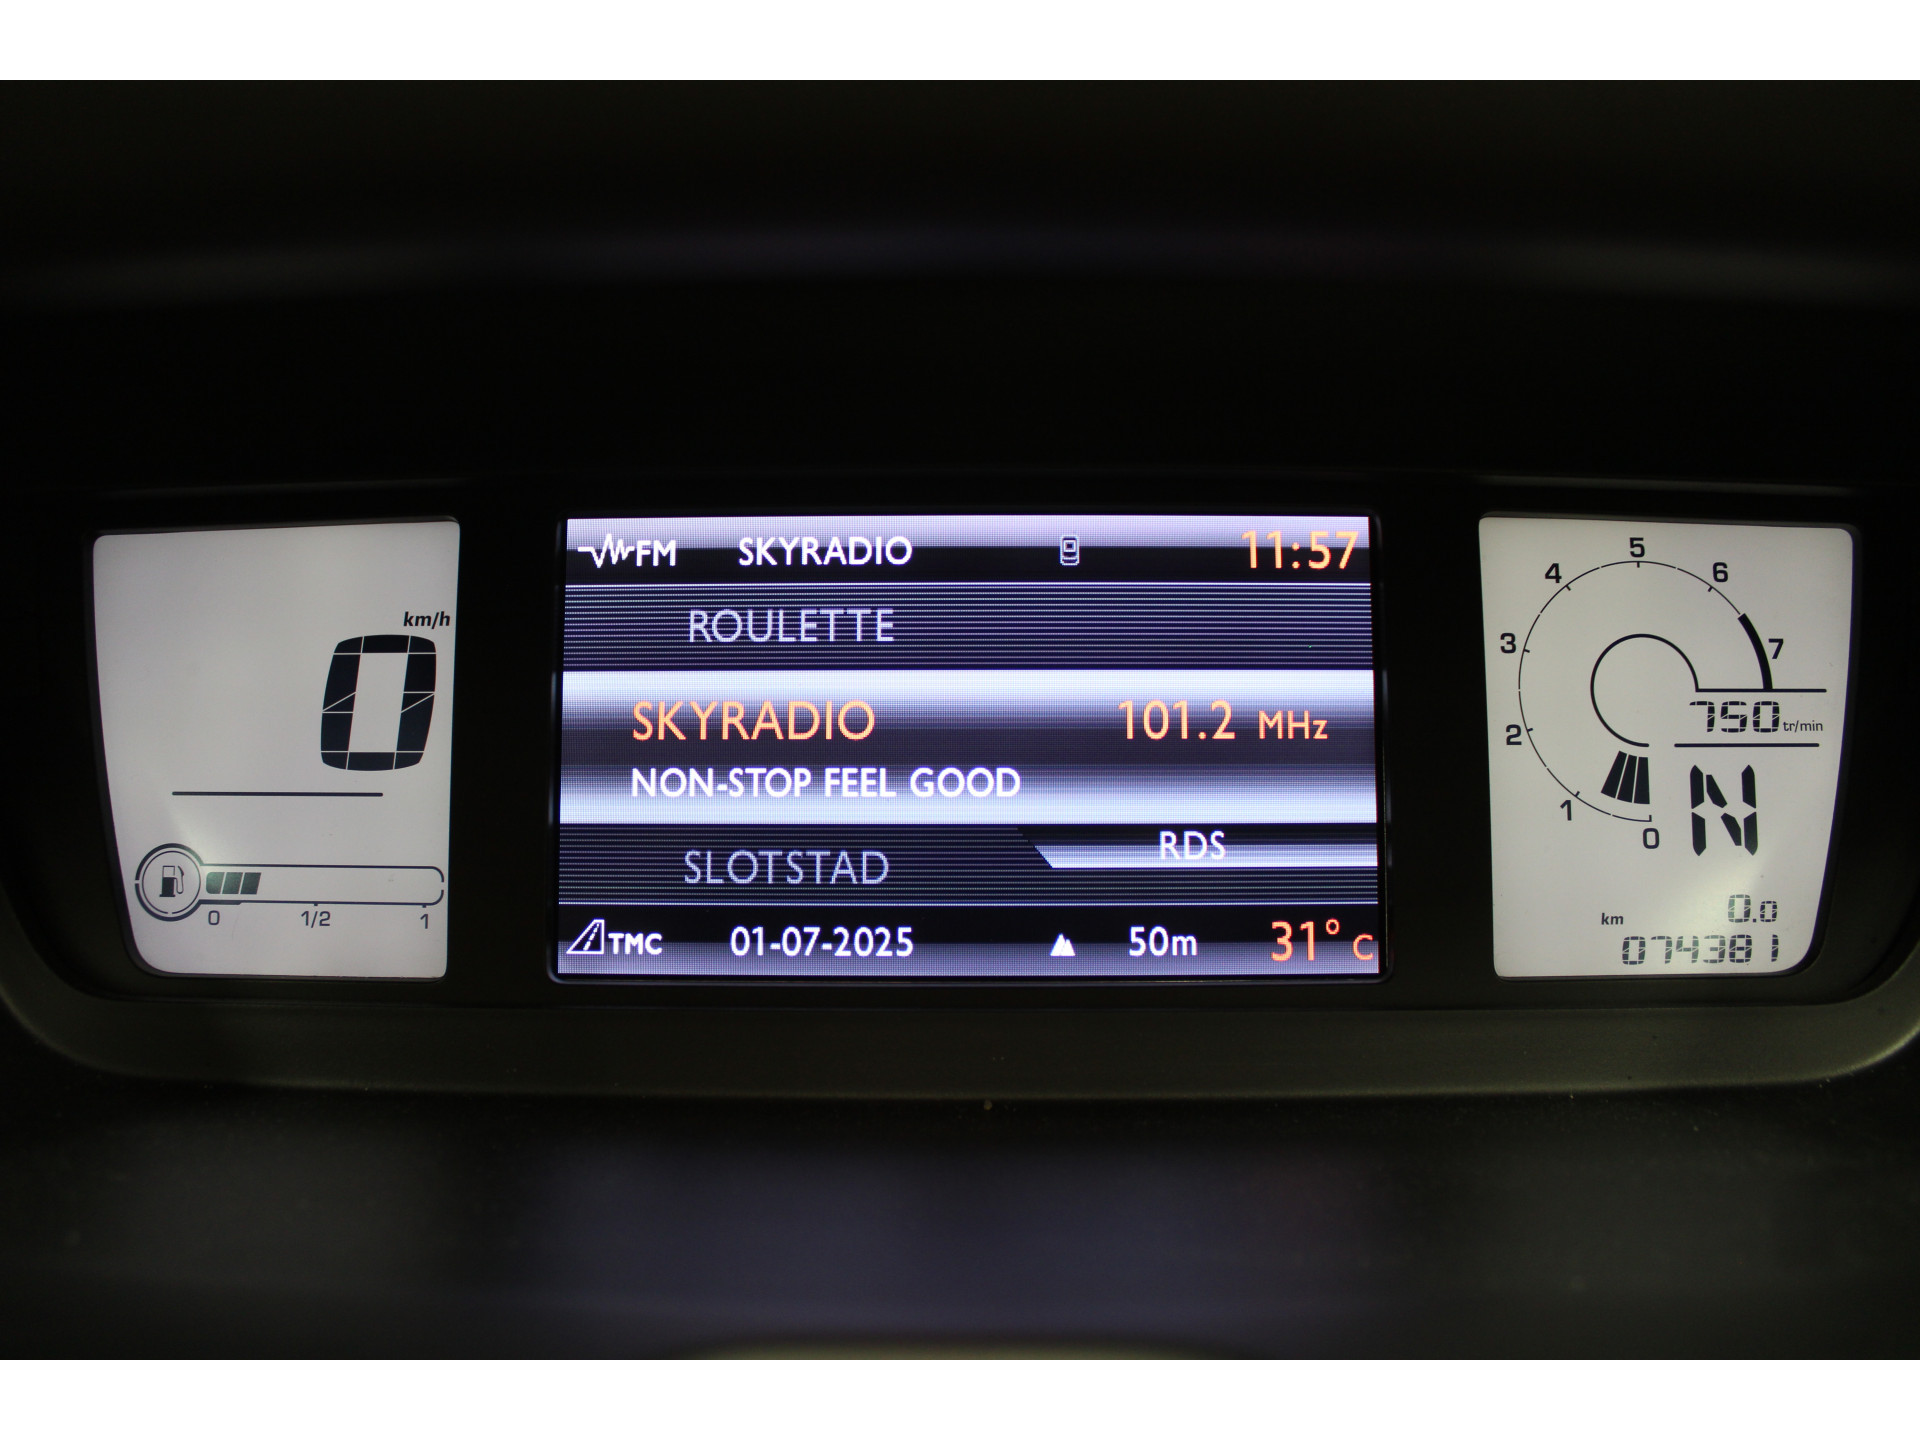 km/h
0
0 1/2 1
FM SKYRADIO 11:57
ROULETTE
SKYRADIO 101.2 MHz
NON-STOP FEEL GOOD
RDS
SLOTSTAD
TMC 01-07-2025 50m 31° C
5
4 6
3 7
750 tr/min
2
N
1
0
0.0
km
074381